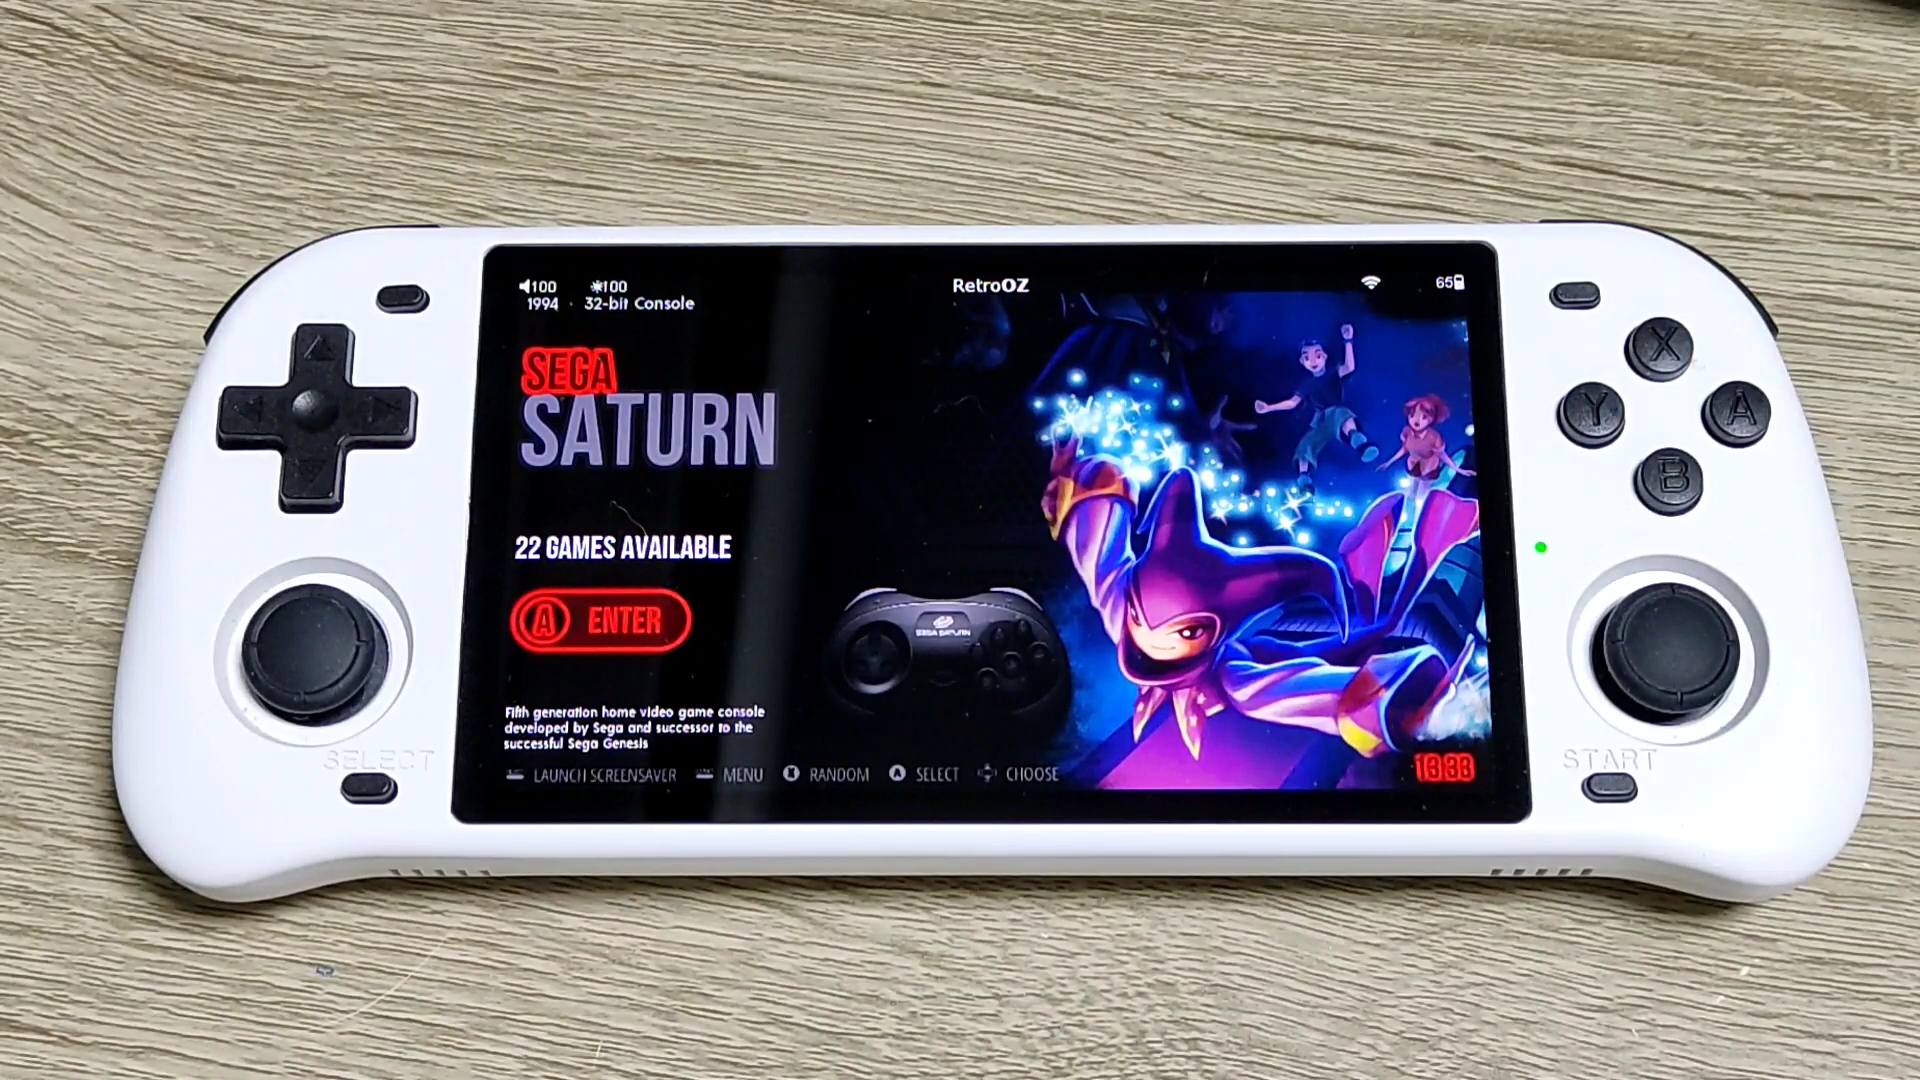 100 100
RetroOZ
65
1994 · 32-bit Console
SEGA
SATURN
22 GAMES AVAILABLE
A ENTER
SEGA SATURN
Fifth generation home video game console
developed by Sega and successor to the
successful Sega Genesis
LAUNCH SCREENSAVER MENU X RANDOM A SELECT CHOOSE
13:33
X
Y
A
B
SELECT
START